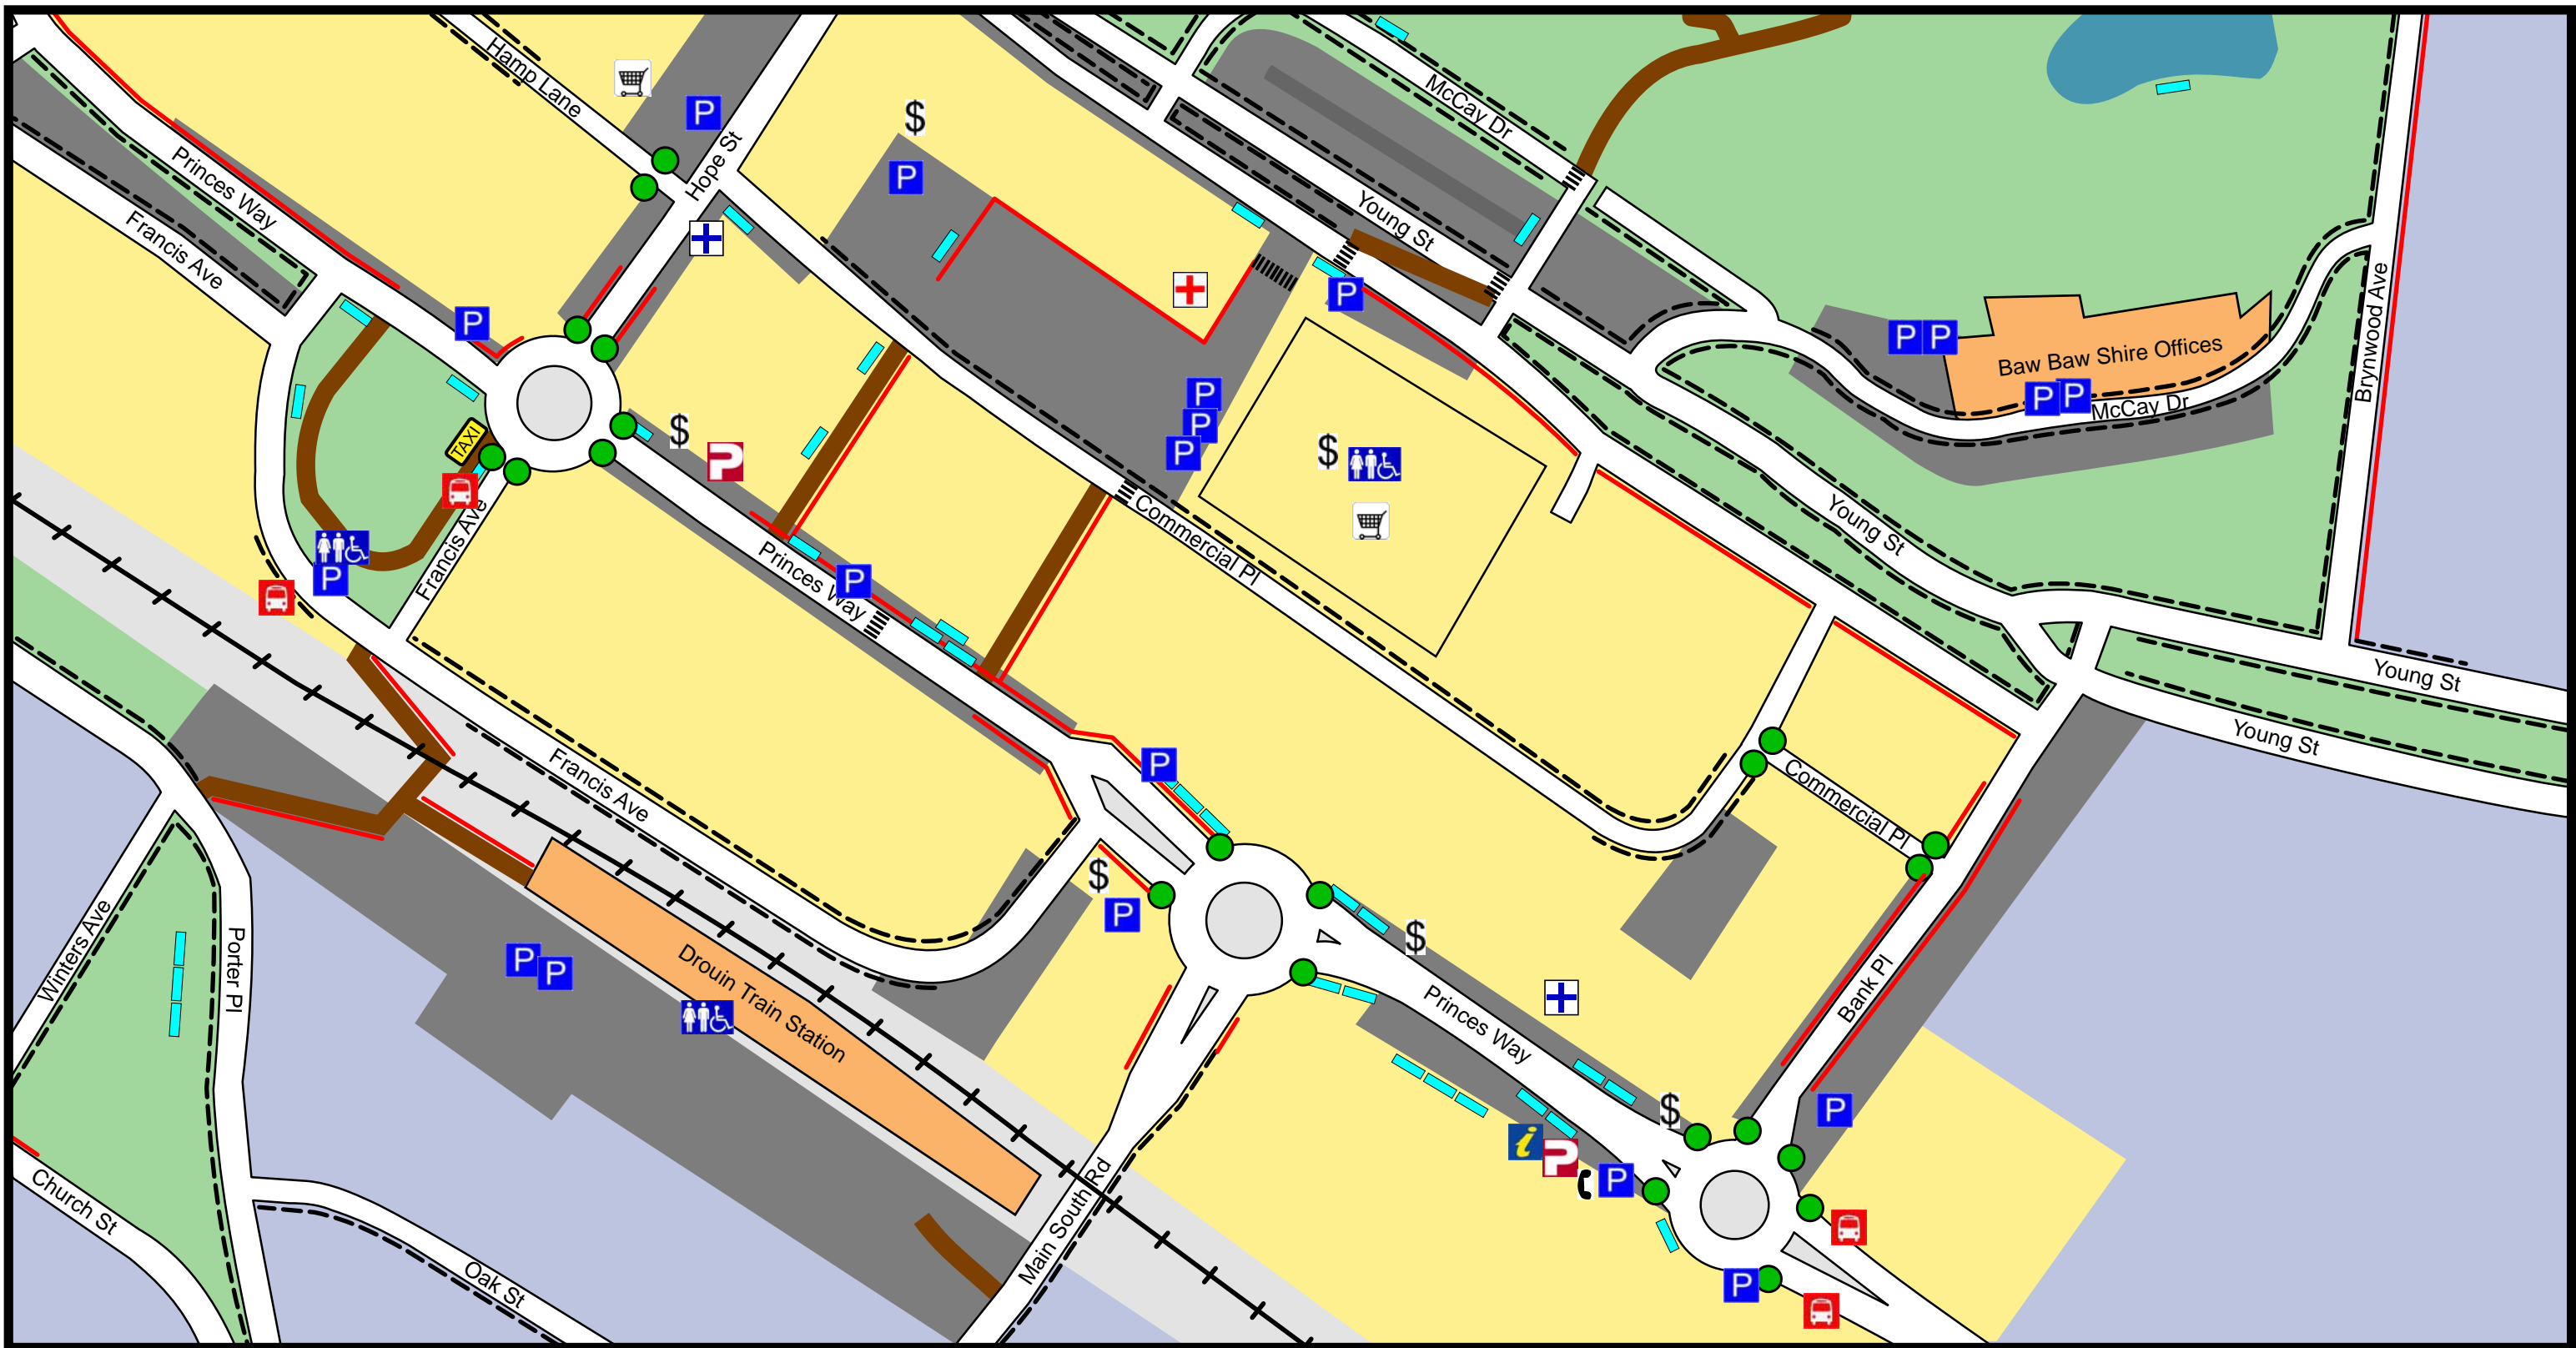 Hamp Lane
P
Hope St
$
P
McCay Dr
Princes Way
Francis Ave
Young St
P
P
P P
Baw Baw Shire Offices
P P
McCay Dr
Brynwood Ave
$
P
TAXI
P
P
P
$
Commercial Pl
Young St
Francis Ave
P
Princes Way
P
Young St
Young St
Francis Ave
P
Commercial Pl
$
P
$
Winters Ave
Porter Pl
P P
Drouin Train Station
Princes Way
Bank Pl
$
P
i
P
P
Church St
Main South Rd
Oak St
P